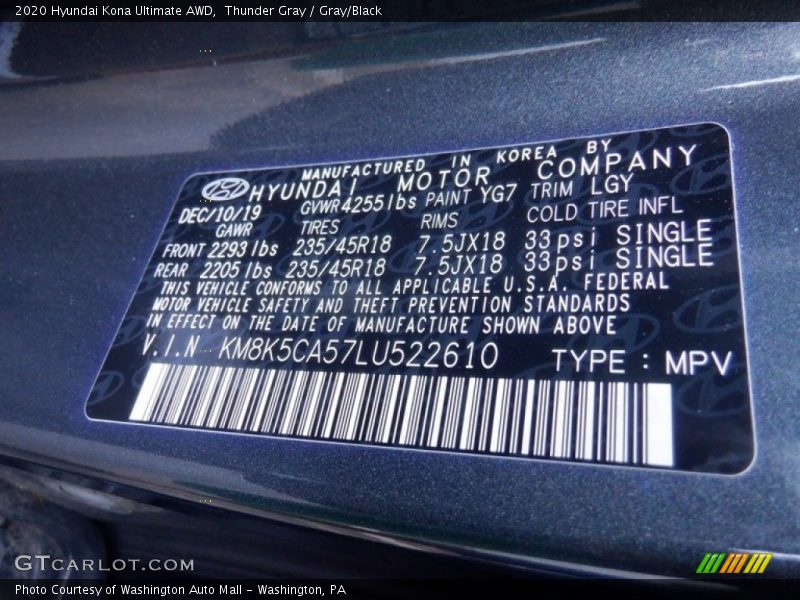 2020 Hyundai Kona Ultimate AWD,  Thunder Gray / Gray/Black
MANUFACTURED IN KOREA BY
HYUNDAI MOTOR COMPANY
DEC/10/19 GVWR 4255lbs PAINT YG7 TRIM LGY
GAWR TIRES RIMS COLD TIRE INFL
FRONT 2293lbs 235/45R18 7.5JX18 33psi SINGLE
REAR 2205lbs 235/45R18 7.5JX18 33psi SINGLE
THIS VEHICLE CONFORMS TO ALL APPLICABLE U.S.A. FEDERAL
MOTOR VEHICLE SAFETY AND THEFT PREVENTION STANDARDS
IN EFFECT ON THE DATE OF MANUFACTURE SHOWN ABOVE
V.I.N KM8K5CA57LU522610 TYPE : MPV
GTCARLOT.COM
Photo Courtesy of Washington Auto Mall - Washington, PA